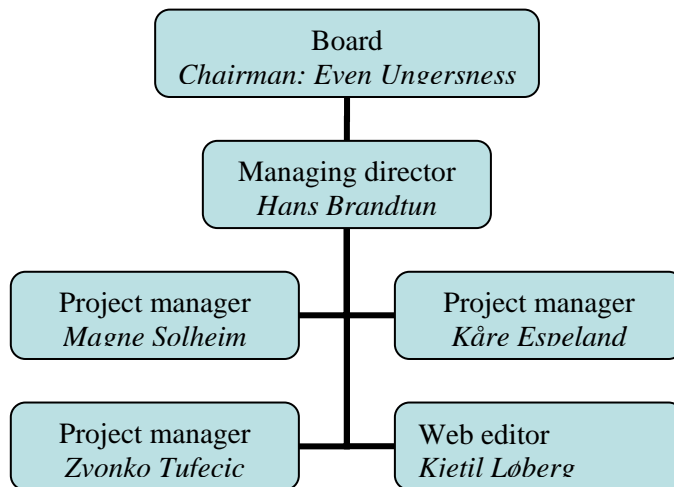 Board
Chairman: Even Ungersness
Managing director
Hans Brandtun
Project manager
Magne Solheim
Project manager
Kåre Espeland
Project manager
Zvonko Tufecic
Web editor
Kjetil Løberg